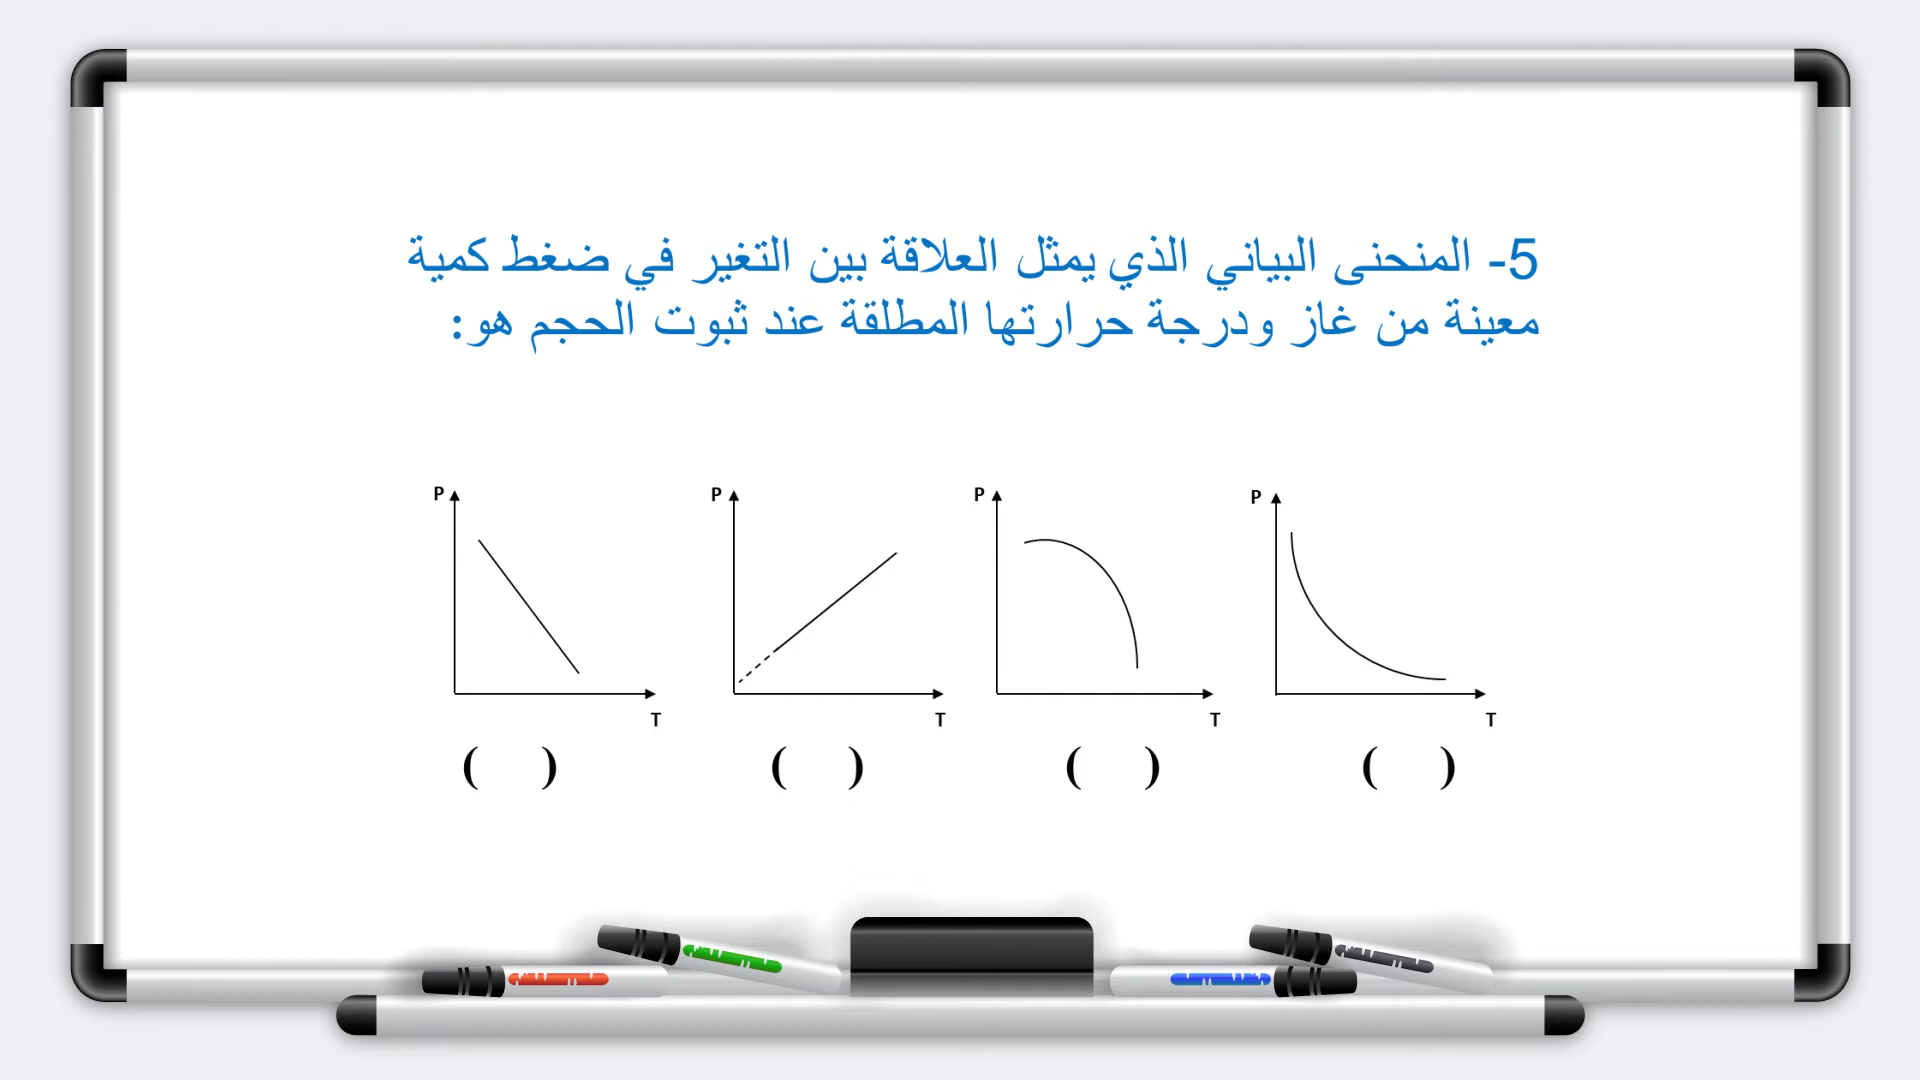 5- المنحنى البياني الذي يمثل العلاقة بين التغير في ضغط كمية
معينة من غاز ودرجة حرارتها المطلقة عند ثبوت الحجم هو:
P P P P
T T T T
( ) ( ) ( ) ( )